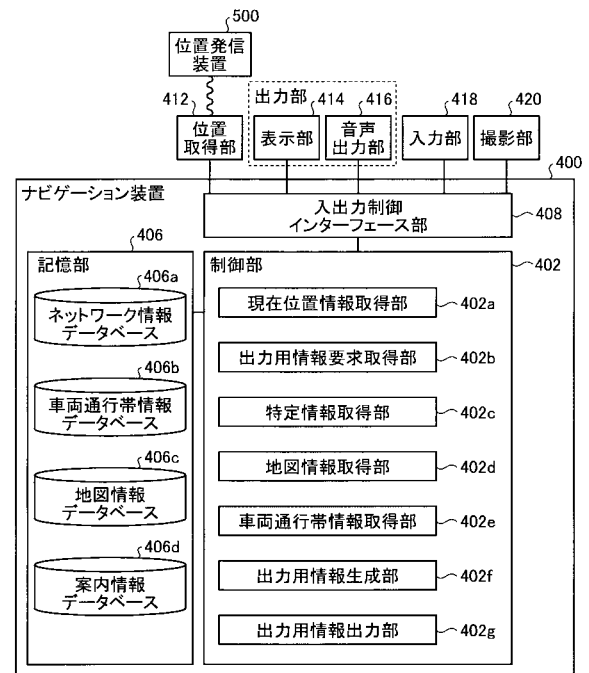 500
位置発信
装置
412
位置
取得部
出力部
414
表示部
416
音声
出力部
418
入力部
420
撮影部
400
ナビゲーション装置
入出力制御
インターフェース部
408
406
記憶部
406a
ネットワーク情報
データベース
406b
車両通行帯情報
データベース
406c
地図情報
データベース
406d
案内情報
データベース
制御部
402
現在位置情報取得部
402a
出力用情報要求取得部
402b
特定情報取得部
402c
地図情報取得部
402d
車両通行帯情報取得部
402e
出力用情報生成部
402f
出力用情報出力部
402g